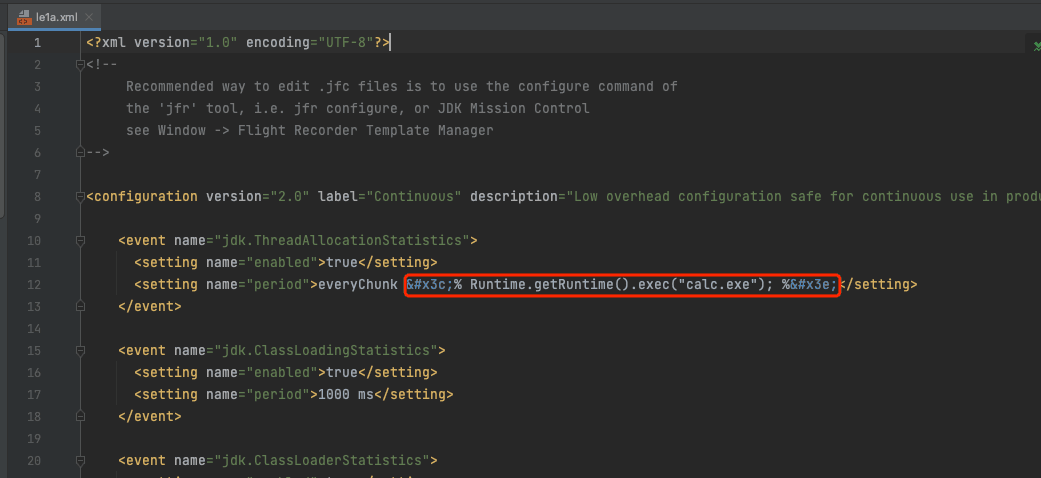 le1a.xml
1 <?xml version="1.0" encoding="UTF-8"?>
2 <!--
3 Recommended way to edit .jfc files is to use the configure command of
4 the 'jfr' tool, i.e. jfr configure, or JDK Mission Control
5 see Window -> Flight Recorder Template Manager
6 -->
7
8 <configuration version="2.0" label="Continuous" description="Low overhead configuration safe for continuous use in produ
9
10 <event name="jdk.ThreadAllocationStatistics">
11 <setting name="enabled">true</setting>
12 <setting name="period">everyChunk &#x3c;% Runtime.getRuntime().exec("calc.exe"); %&#x3e;</setting>
13 </event>
14
15 <event name="jdk.ClassLoadingStatistics">
16 <setting name="enabled">true</setting>
17 <setting name="period">1000 ms</setting>
18 </event>
19
20 <event name="jdk.ClassLoaderStatistics">